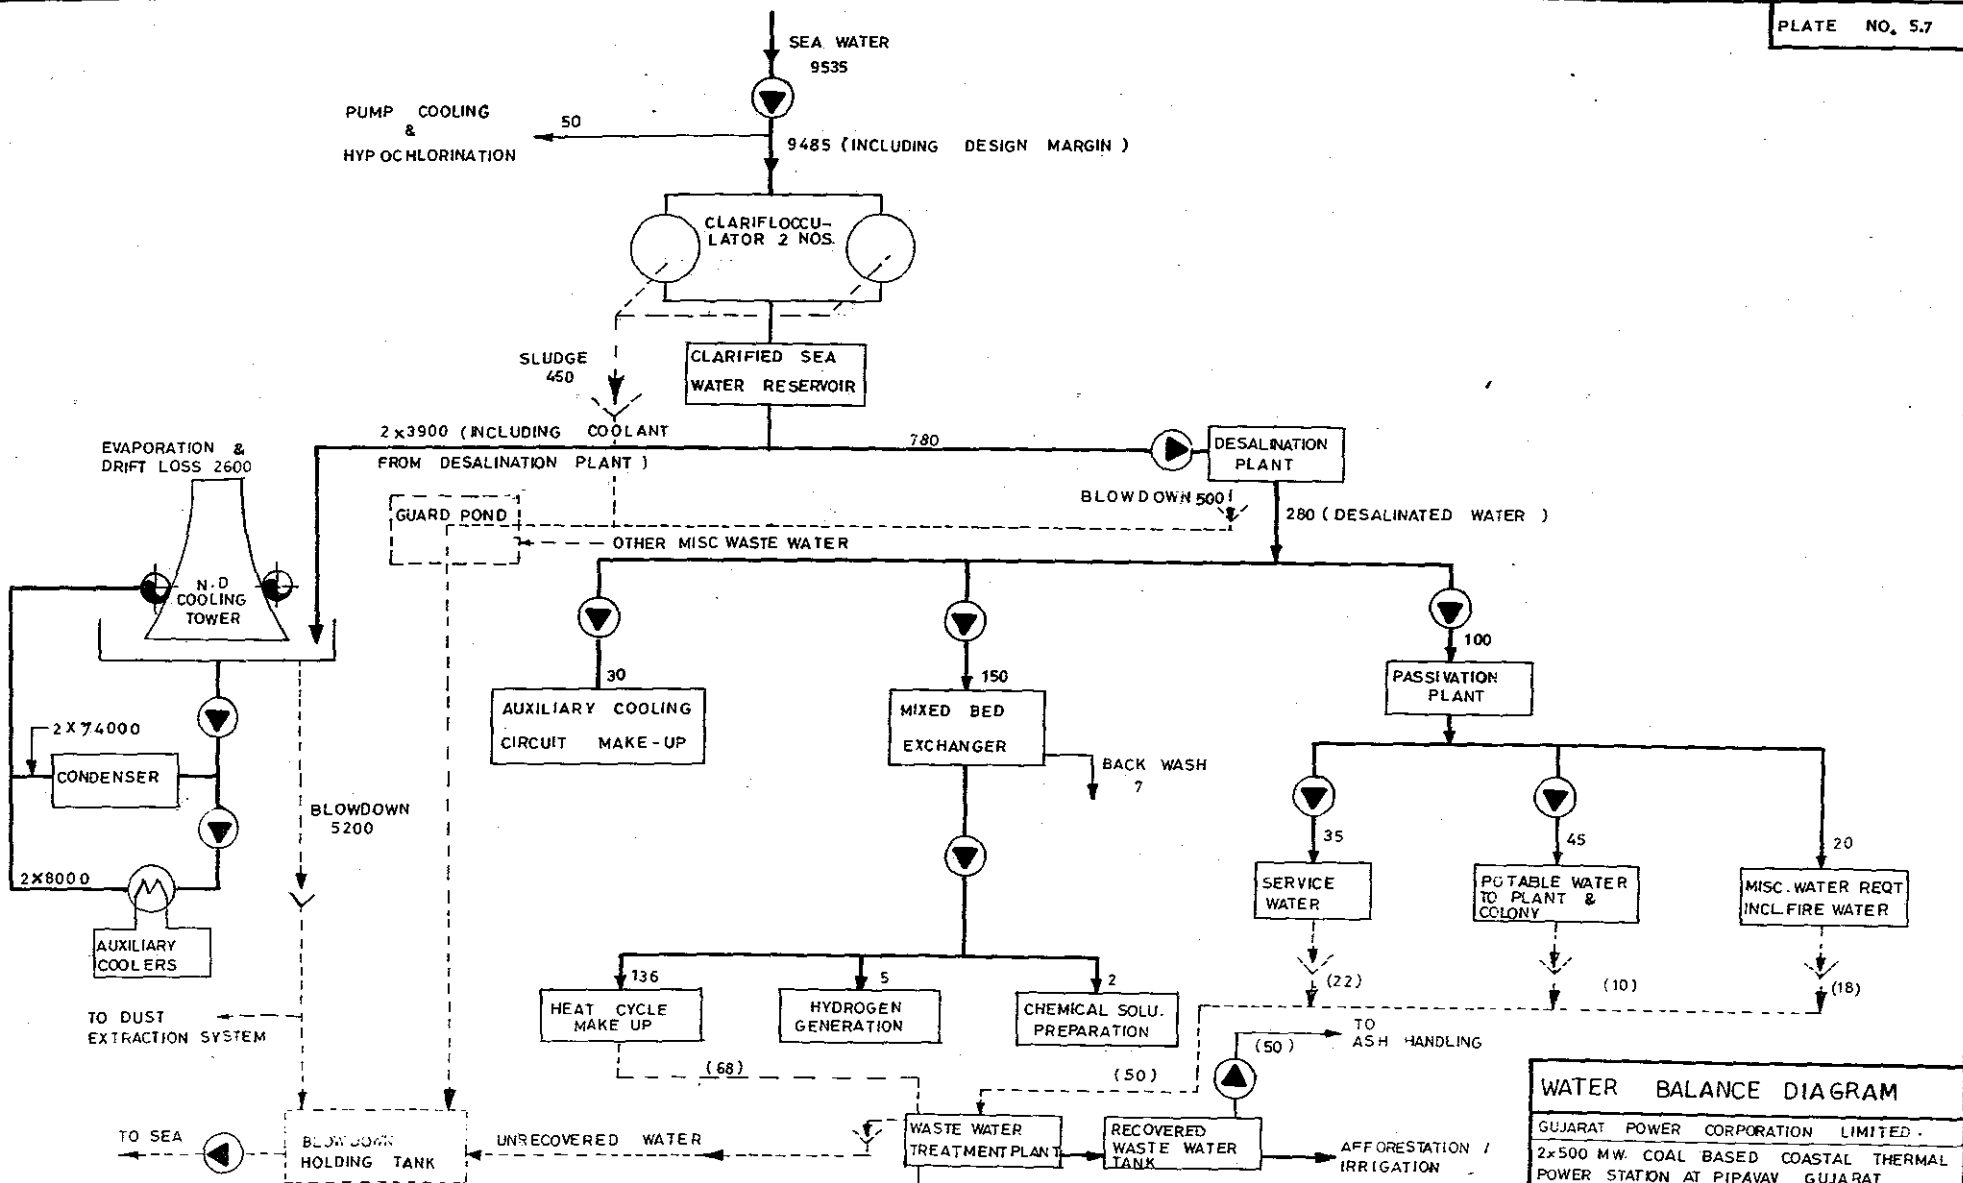 PLATE NO. 5.7
SEA WATER
9535
PUMP COOLING
&
HYPOCHLORINATION
50
9485 (INCLUDING DESIGN MARGIN)
CLARIFLOCCU-
LATOR 2 NOS.
SLUDGE
450
CLARIFIED SEA
WATER RESERVOIR
2x3900 (INCLUDING COOLANT
FROM DESALINATION PLANT)
780
DESALINATION
PLANT
EVAPORATION &
DRIFT LOSS 2600
BLOWDOWN 500
280 (DESALINATED WATER)
GUARD POND
OTHER MISC WASTE WATER
N.D
COOLING
TOWER
30
AUXILIARY COOLING
CIRCUIT MAKE-UP
150
MIXED BED
EXCHANGER
100
PASSIVATION
PLANT
2X74000
CONDENSER
BACK WASH
7
BLOWDOWN
5200
35
45
20
2X8000
SERVICE
WATER
POTABLE WATER
TO PLANT &
COLONY
MISC. WATER REQT
INCL.FIRE WATER
AUXILIARY
COOLERS
136
5
2
(22)
(10)
(18)
HEAT CYCLE
MAKE UP
HYDROGEN
GENERATION
CHEMICAL SOLU.
PREPARATION
TO DUST
EXTRACTION SYSTEM
TO
ASH HANDLING
(50)
(68)
(50)
WATER BALANCE DIAGRAM
GUJARAT POWER CORPORATION LIMITED.
2x500 MW. COAL BASED COASTAL THERMAL
POWER STATION AT PIPAVAV GUJARAT
TO SEA
BLOWDOWN
HOLDING TANK
UNRECOVERED WATER
WASTE WATER
TREATMENT PLANT
RECOVERED
WASTE WATER
TANK
AFFORESTATION /
IRRIGATION